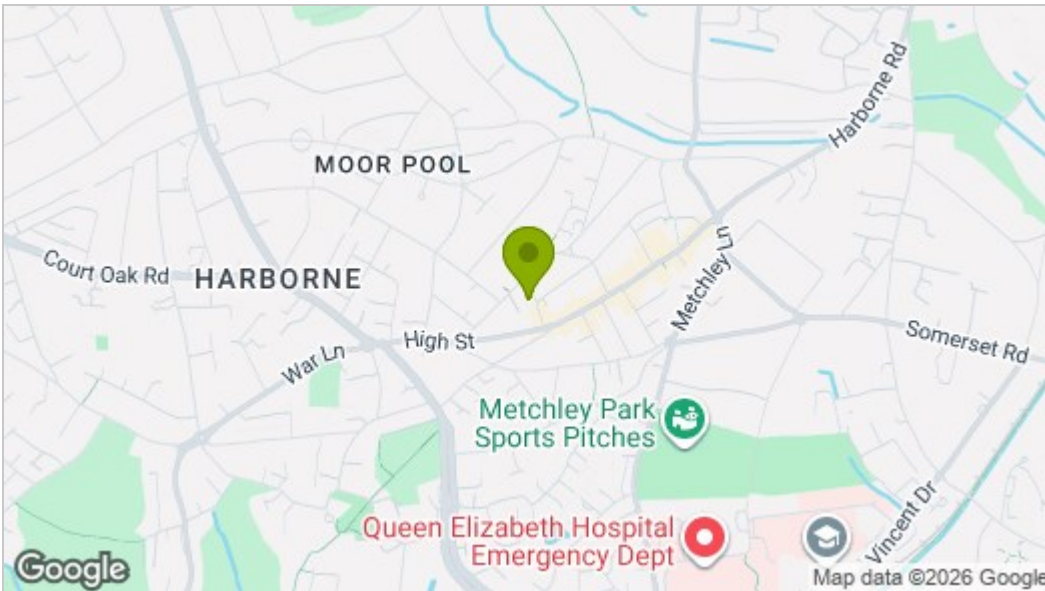 Harborne Rd
MOOR POOL
Court Oak Rd
HARBORNE
Metchley Ln
High St
War Ln
Somerset Rd
Metchley Park
Sports Pitches
Queen Elizabeth Hospital
Emergency Dept
Vincent Dr
Google
Map data ©2026 Google